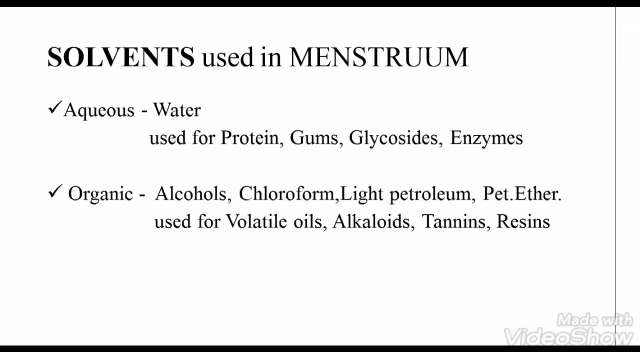 SOLVENTS used in MENSTRUUM
✓Aqueous - Water
used for Protein, Gums, Glycosides, Enzymes
✓ Organic - Alcohols, Chloroform,Light petroleum, Pet.Ether.
used for Volatile oils, Alkaloids, Tannins, Resins
Made with
VideoShow